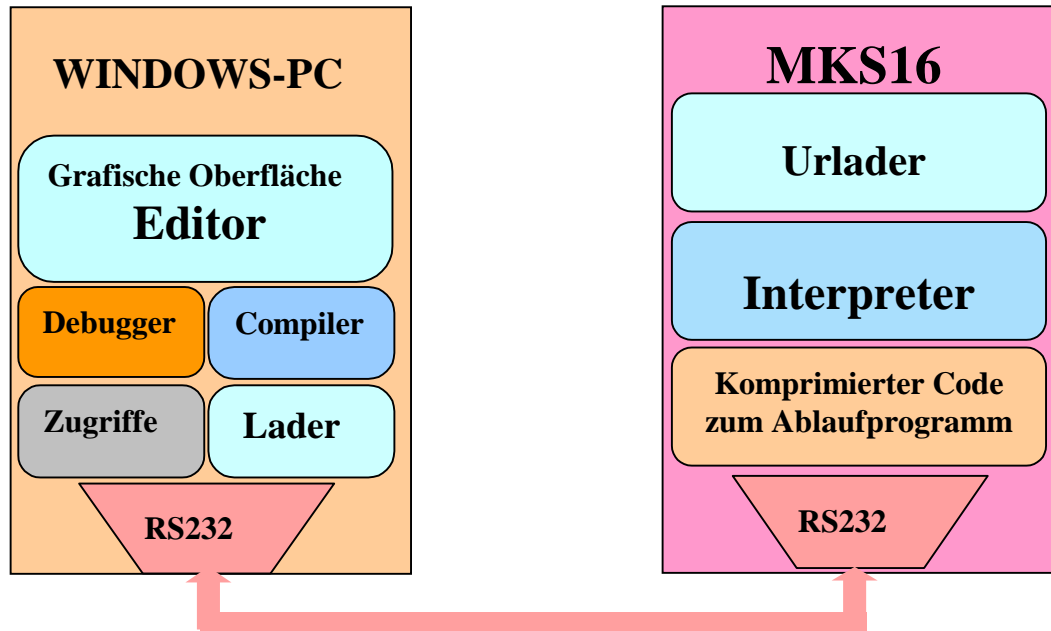 WINDOWS-PC
Grafische Oberfläche
Editor
Debugger
Compiler
Zugriffe
Lader
RS232
MKS16
Urlader
Interpreter
Komprimierter Code
zum Ablaufprogramm
RS232